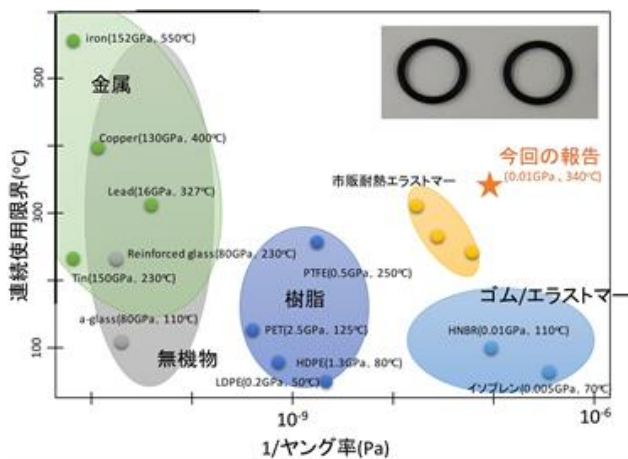 連続使用限界(℃)
500
300
100
iron(152GPa, 550℃)
金属
Copper(130GPa, 400℃)
Lead(16GPa, 327℃)
Reinforced glass(80GPa, 230℃)
Tin(150GPa, 230℃)
a-glass(80GPa, 110℃)
無機物
PTFE(0.5GPa, 250℃)
樹脂
PET(2.5GPa, 125℃)
HDPE(1.3GPa, 80℃)
LDPE(0.2GPa, 50℃)
市販耐熱エラストマー
今回の報告
(0.01GPa, 340℃)
ゴム/エラストマー
HNBR(0.01GPa, 110℃)
イソプレン(0.005GPa, 70℃)
10-9
10-6
1/ヤング率(Pa)